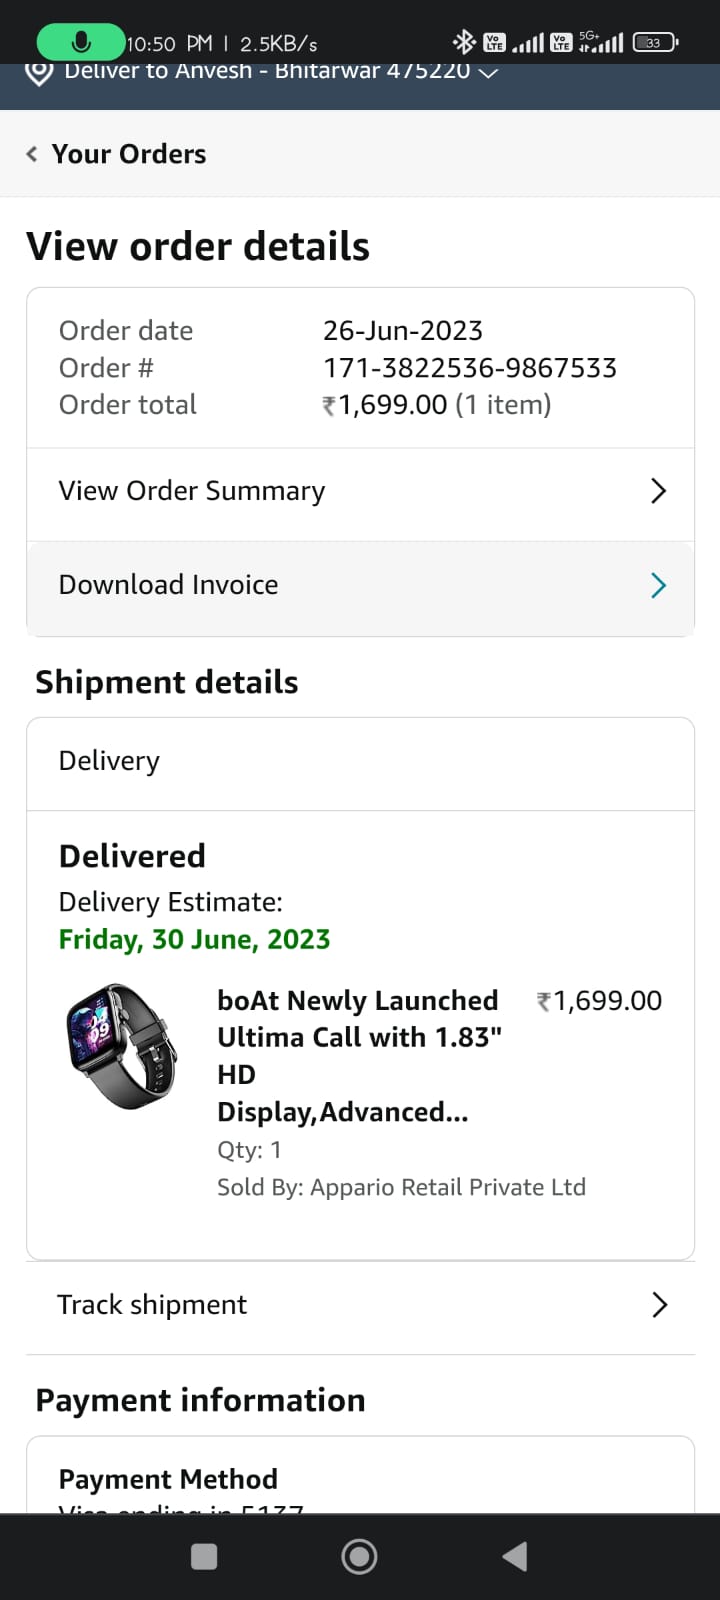 10:50 PM | 2.5KB/s
Vo LTE Vo LTE 5G+ 33
Deliver to Anvesh - Bhitarwar 475220
Your Orders
View order details
Order date 26-Jun-2023
Order # 171-3822536-9867533
Order total ₹1,699.00 (1 item)
View Order Summary
Download Invoice
Shipment details
Delivery
Delivered
Delivery Estimate:
Friday, 30 June, 2023
boAt Newly Launched ₹1,699.00
Ultima Call with 1.83"
HD
Display,Advanced...
Qty: 1
Sold By: Appario Retail Private Ltd
Track shipment
Payment information
Payment Method
Visa ending in 5137